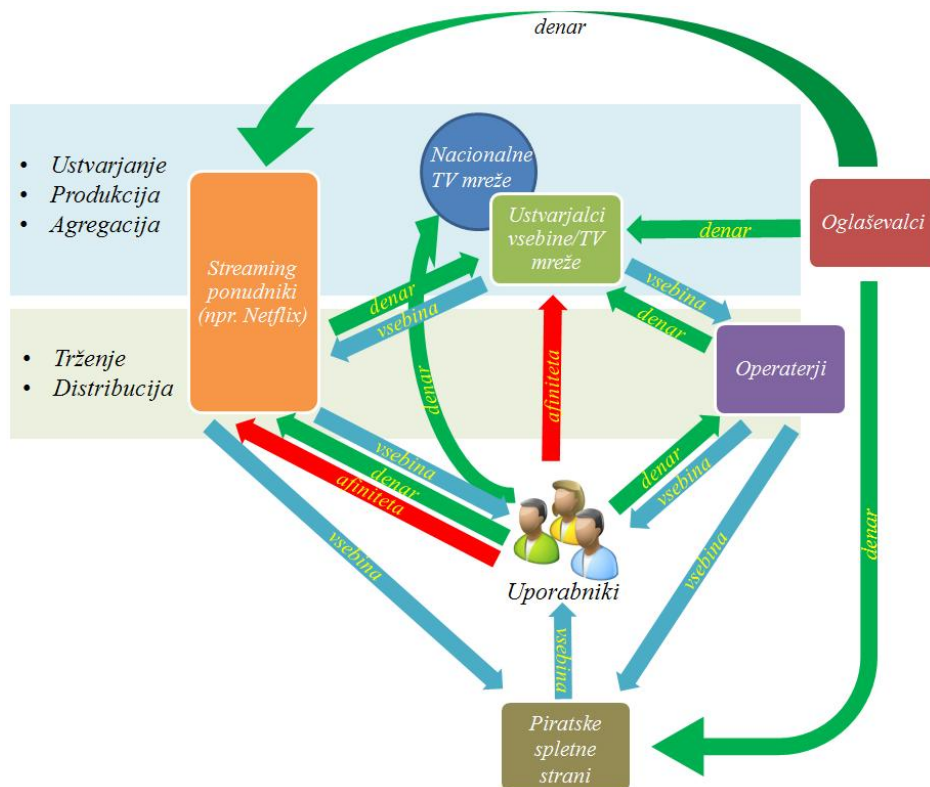 denar
• Ustvarjanje
• Produkcija
• Agregacija
Nacionalne
TV mreže
Ustvarjalci
vsebine/TV
mreže
denar
Oglaševalci
Streaming
ponudniki
(npr. Netflix)
denar
vsebina
vsebina
denar
• Trženje
• Distribucija
Operaterji
denar
afiniteta
vsebina
denar
afiniteta
denar
vsebina
vsebina
vsebina
denar
Uporabniki
vsebina
Piratske
spletne
strani